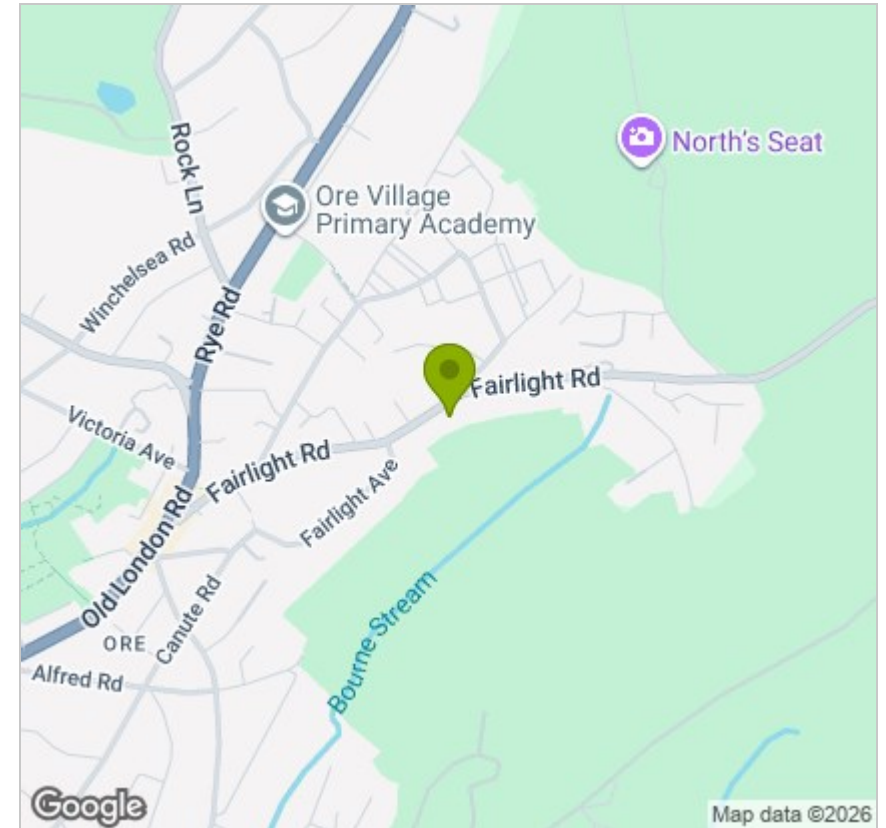 Rock Ln
North's Seat
Ore Village
Primary Academy
Winchelsea Rd
Rye Rd
Fairlight Rd
Victoria Ave
Fairlight Rd
Fairlight Ave
Old London Rd
Canute Rd
Bourne Stream
ORE
Alfred Rd
Google
Map data ©2026